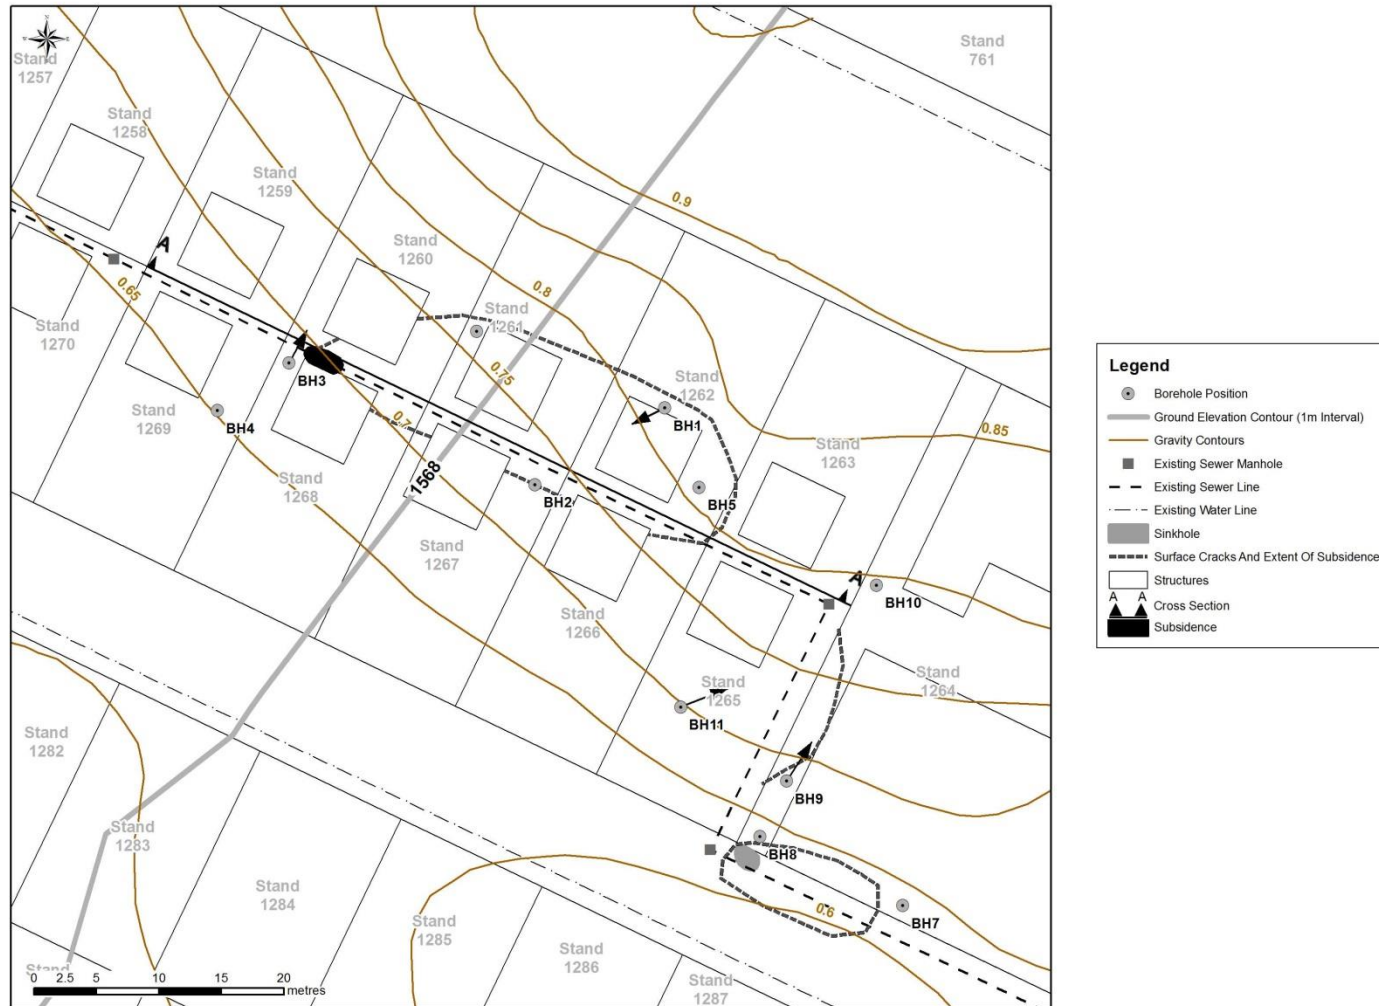 N
Stand
1257
Stand
761
Stand
1258
Stand
1259
0.9
Stand
1260
A
0.65
0.8
Stand
1261
Stand
1270
BH3
0.75
Stand
1262
BH1
0.85
Stand
1269
BH4
0.7
Stand
1263
Stand
1268
1568
BH2
BH5
Stand
1267
A
BH10
Stand
1266
Stand
1265
Stand
1264
BH11
Stand
1282
BH9
Stand
1283
BH8
Stand
1284
0.6
BH7
Stand
1285
Stand
1286
Stand
Stand
1287
0 2.5 5 10 15 20
metres
Legend
Borehole Position
Ground Elevation Contour (1m Interval)
Gravity Contours
Existing Sewer Manhole
Existing Sewer Line
Existing Water Line
Sinkhole
Surface Cracks And Extent Of Subsidence
Structures
A A
Cross Section
Subsidence